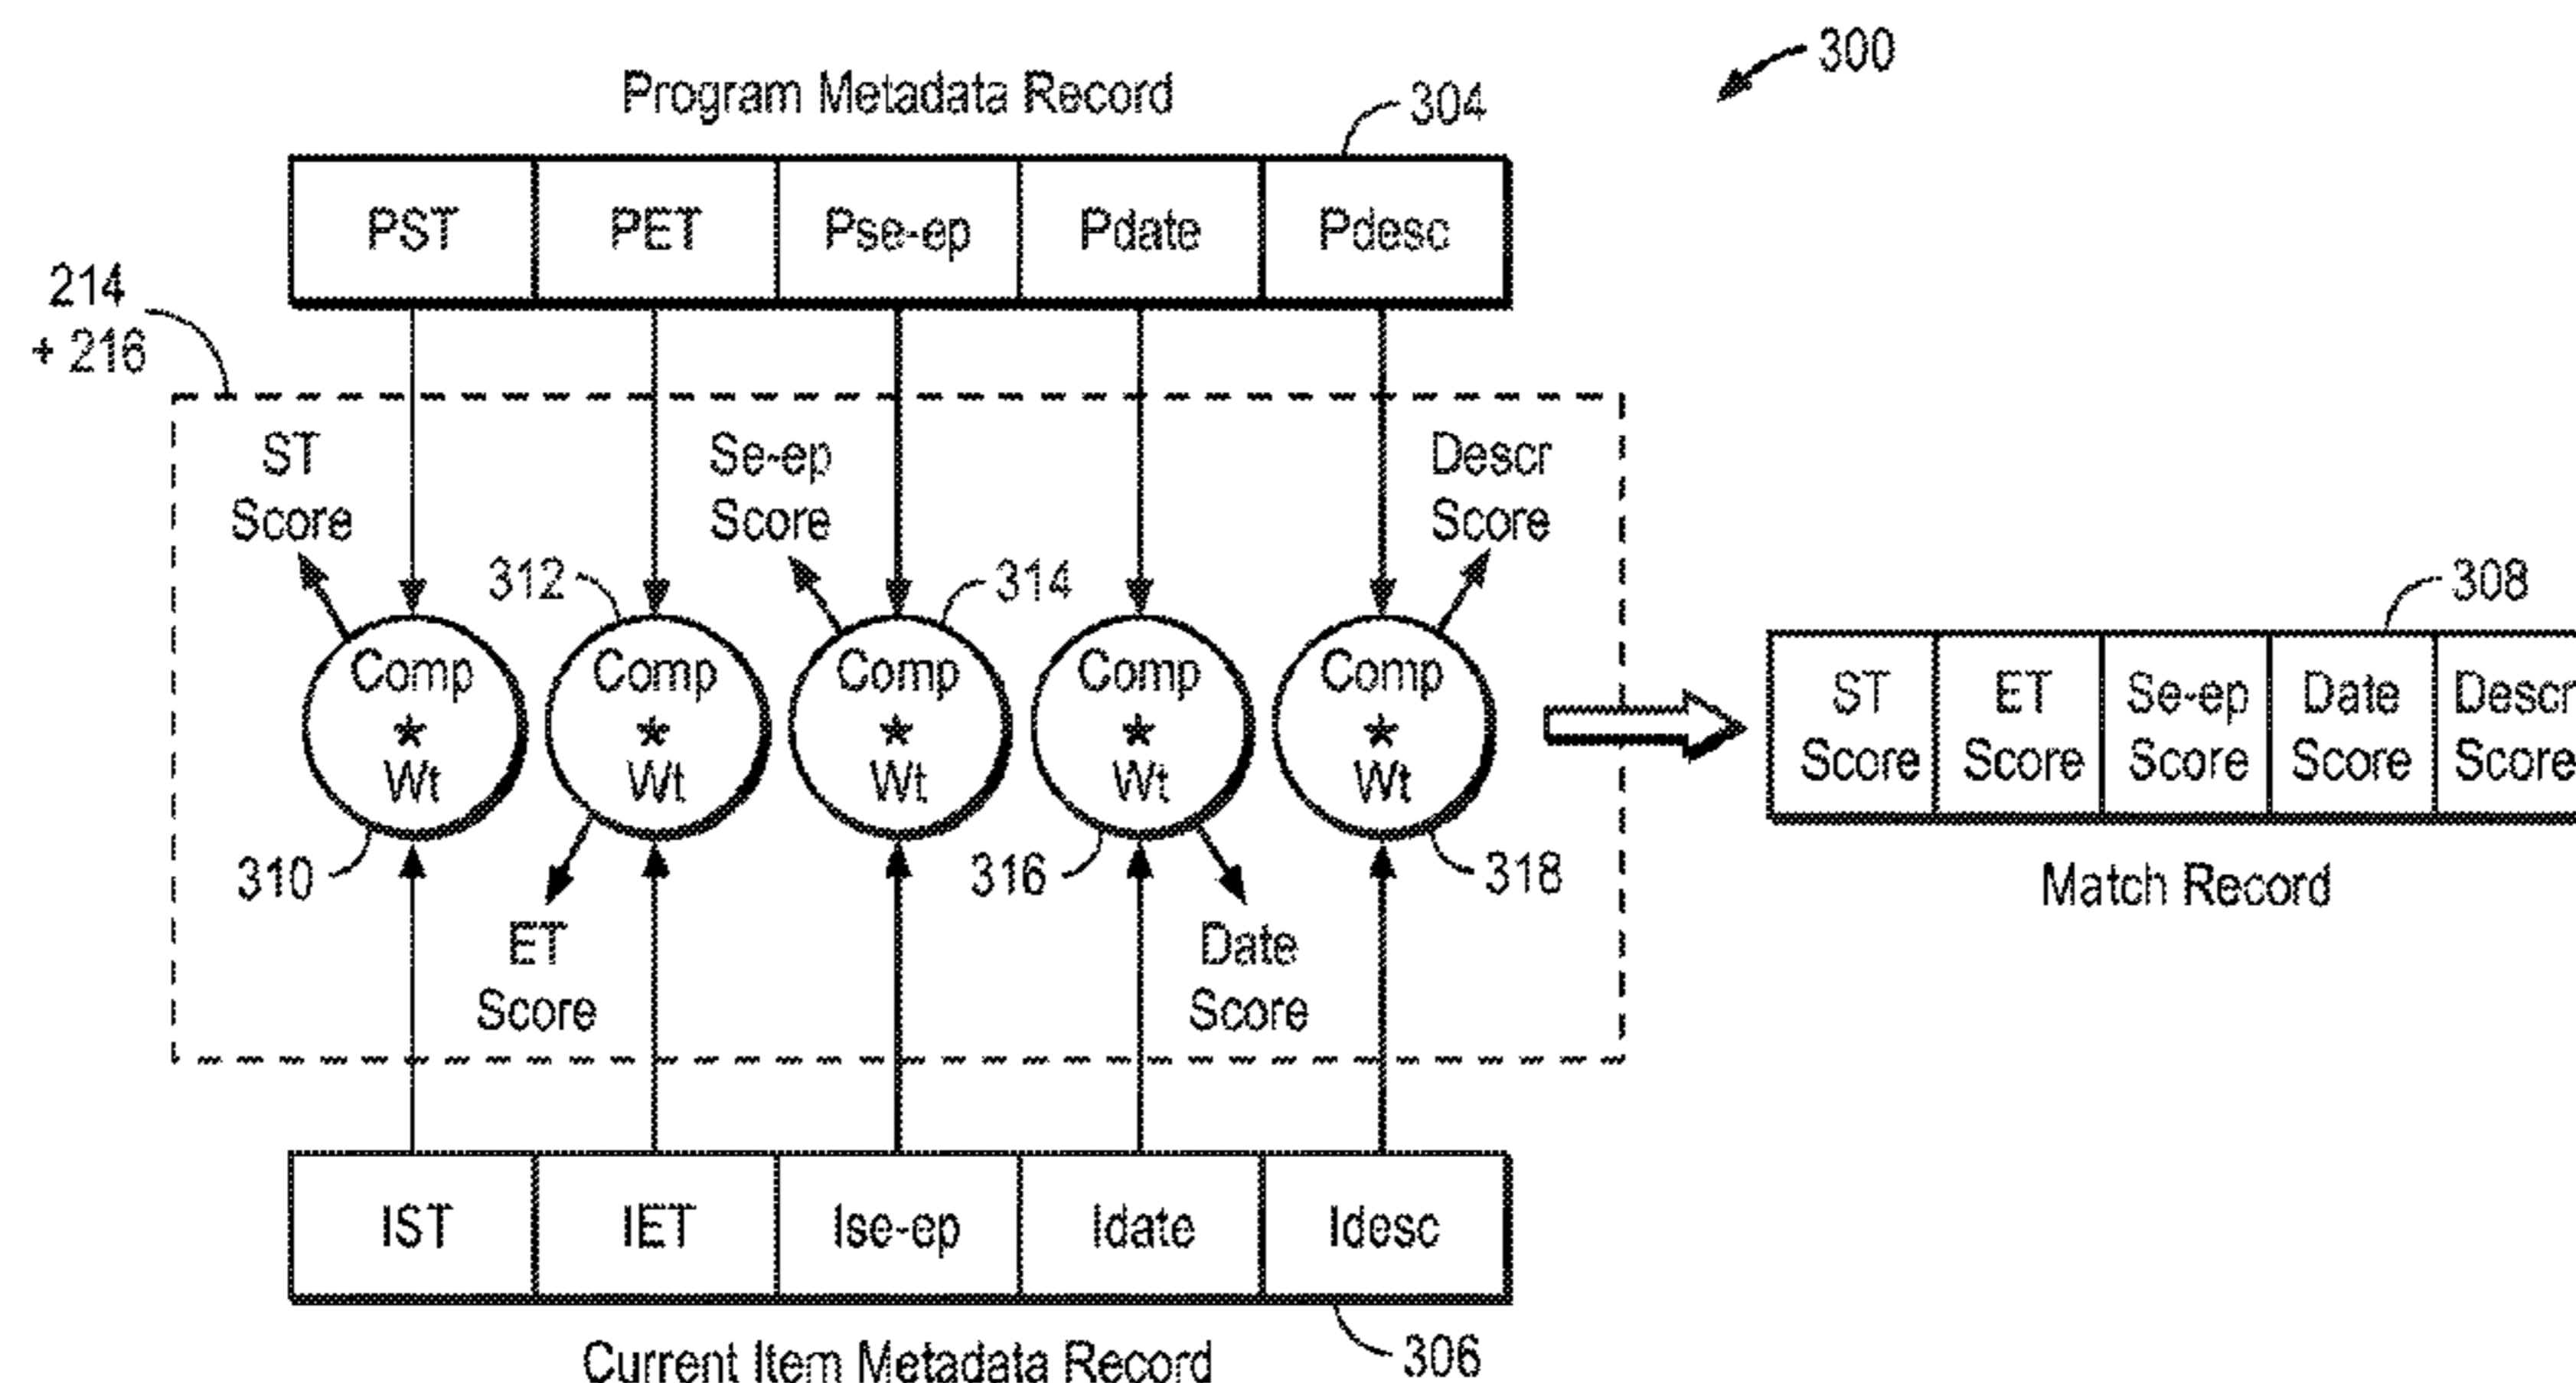 300
Program Metadata Record
304
PST PET Pse-ep Pdate Pdesc
214
+ 216
ST
Score
Se-ep
Score
Descr
Score
312
314
308
Comp
*
Wt
Comp
*
Wt
Comp
*
Wt
Comp
*
Wt
Comp
*
Wt
ST
Score
ET
Score
Se-ep
Score
Date
Score
Descr
Score
310
316
318
Match Record
ET
Score
Date
Score
IST IET Ise-ep Idate Idesc
306
Current Item Metadata Record